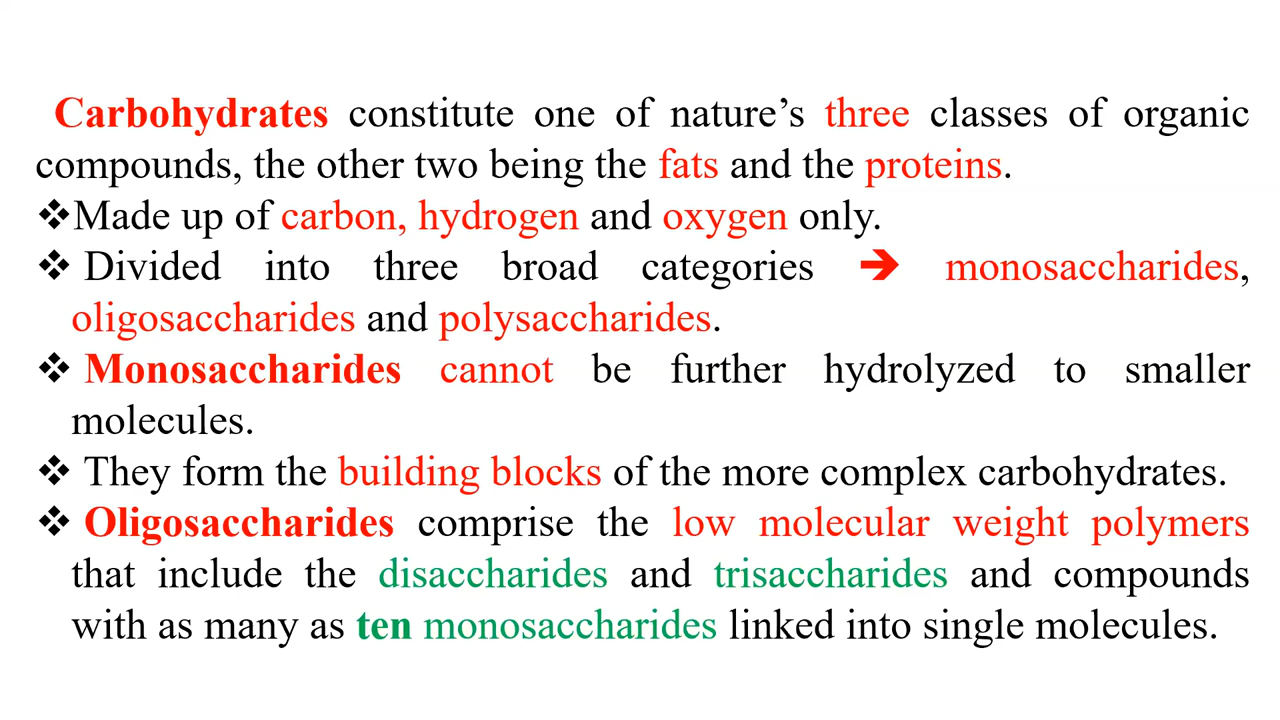 Carbohydrates constitute one of nature’s three classes of organic
compounds, the other two being the fats and the proteins.
❖Made up of carbon, hydrogen and oxygen only.
❖ Divided into three broad categories ➔ monosaccharides,
oligosaccharides and polysaccharides.
❖ Monosaccharides cannot be further hydrolyzed to smaller
molecules.
❖ They form the building blocks of the more complex carbohydrates.
❖ Oligosaccharides comprise the low molecular weight polymers
that include the disaccharides and trisaccharides and compounds
with as many as ten monosaccharides linked into single molecules.